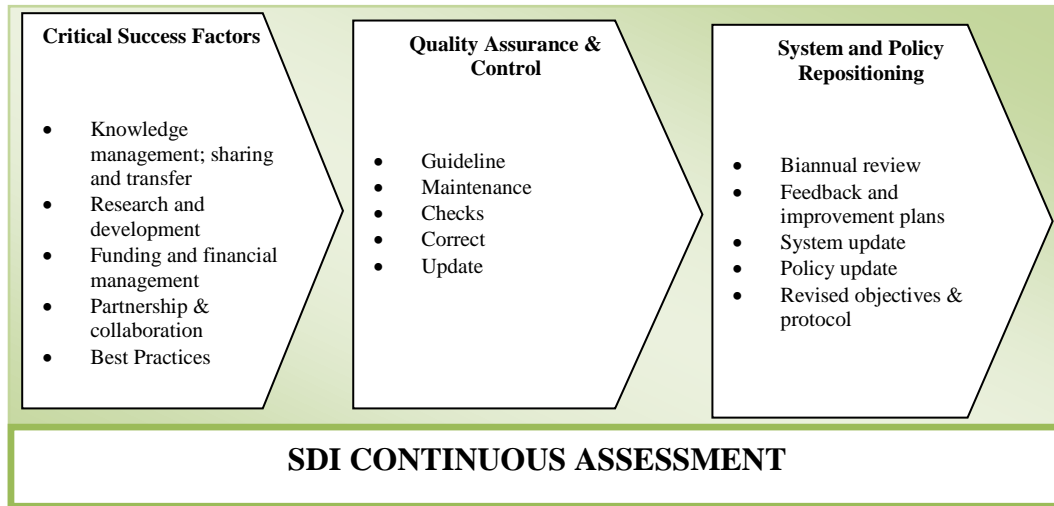 Critical Success Factors
• Knowledge
management; sharing
and transfer
• Research and
development
• Funding and financial
management
• Partnership &
collaboration
• Best Practices
Quality Assurance &
Control
• Guideline
• Maintenance
• Checks
• Correct
• Update
System and Policy
Repositioning
• Biannual review
• Feedback and
improvement plans
• System update
• Policy update
• Revised objectives &
protocol
SDI CONTINUOUS ASSESSMENT